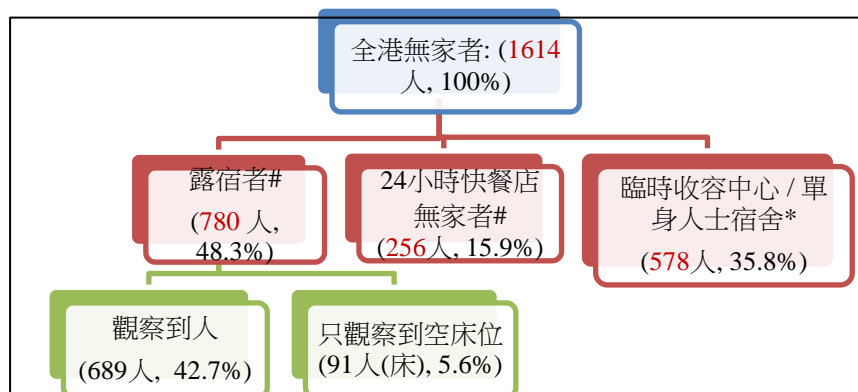 全港無家者: (1614
人, 100%)
露宿者#
(780 人,
48.3%)
24小時快餐店
無家者#
(256人, 15.9%)
臨時收容中心 / 單
身人士宿舍*
(578人, 35.8%)
觀察到人
(689人, 42.7%)
只觀察到空床位
(91人(床), 5.6%)